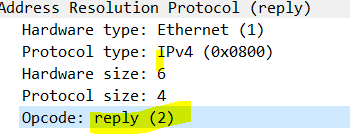 Address Resolution Protocol (reply)
Hardware type: Ethernet (1)
Protocol type: IPv4 (0x0800)
Hardware size: 6
Protocol size: 4
Opcode: reply (2)